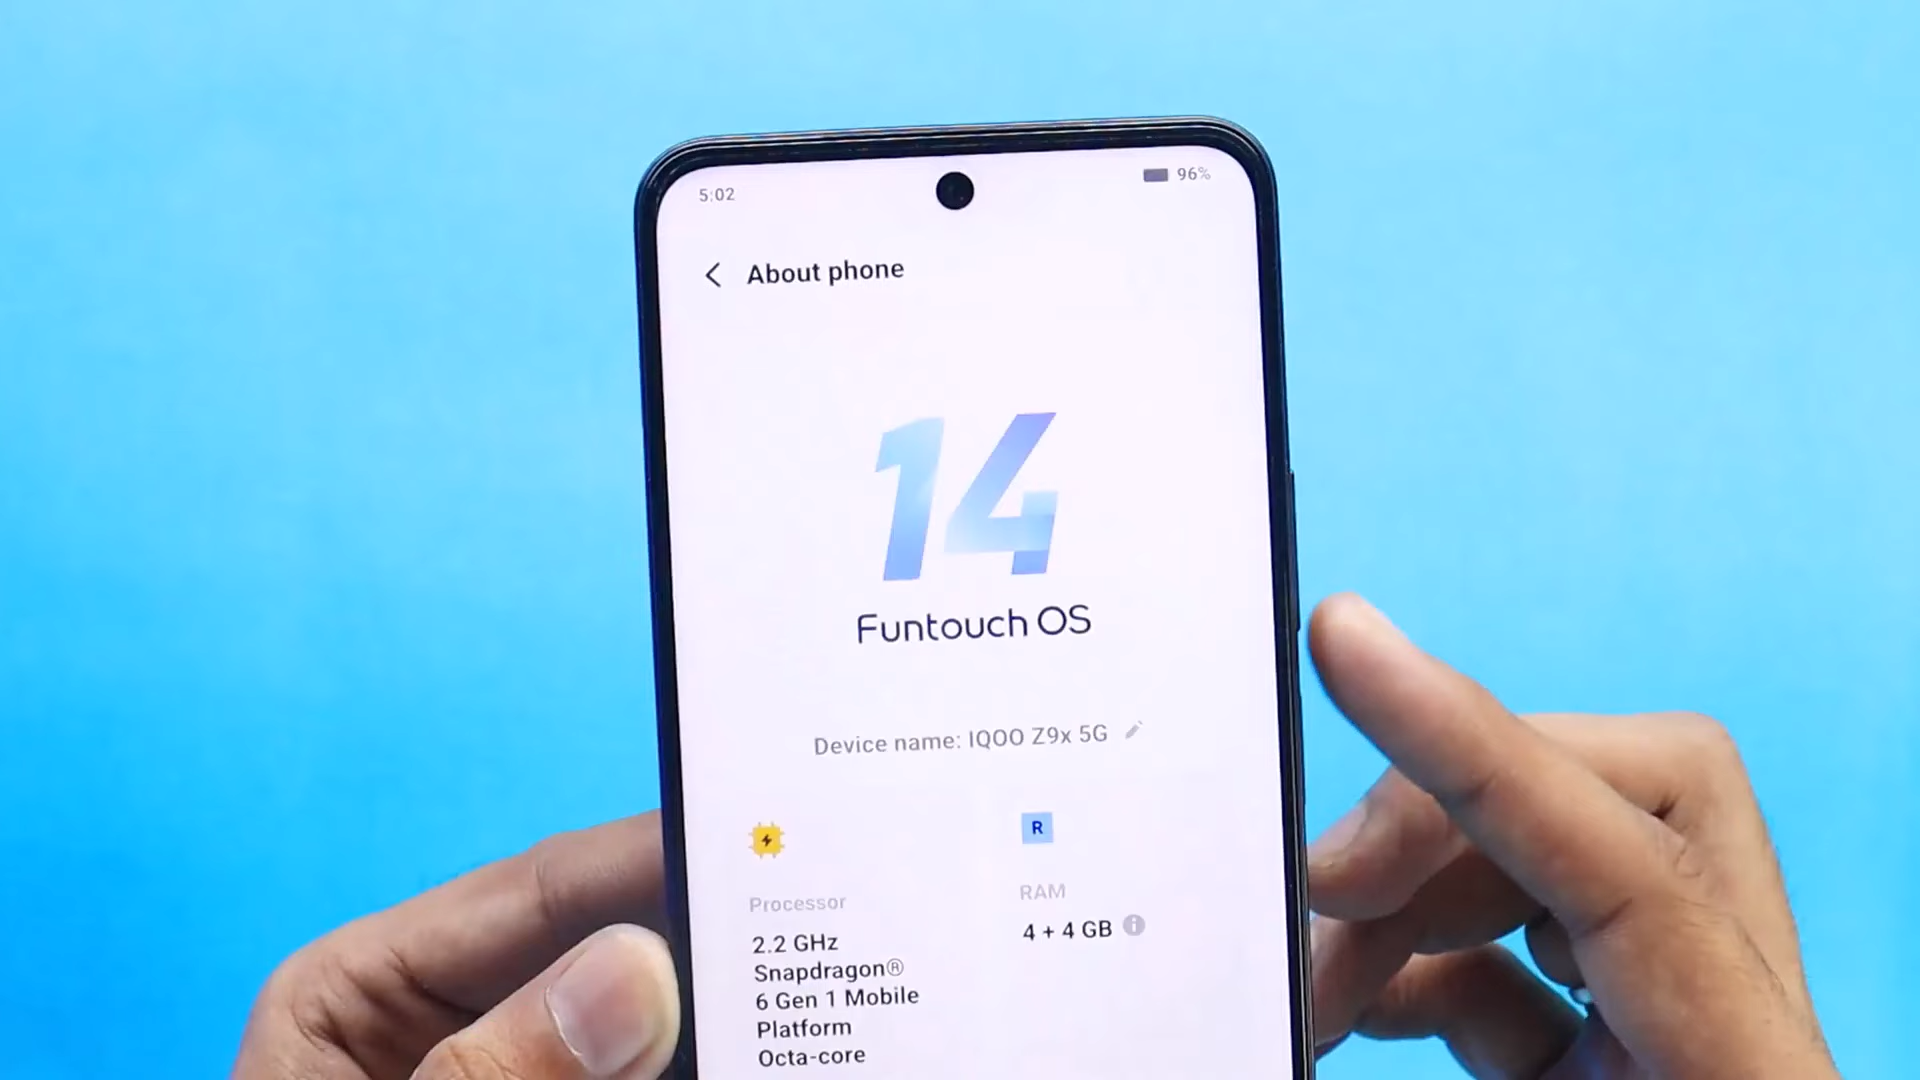 5:02
96%
About phone
14
Funtouch OS
Device name: IQOO Z9x 5G
R
Processor
2.2 GHz
Snapdragon®
6 Gen 1 Mobile
Platform
Octa-core
RAM
4 + 4 GB